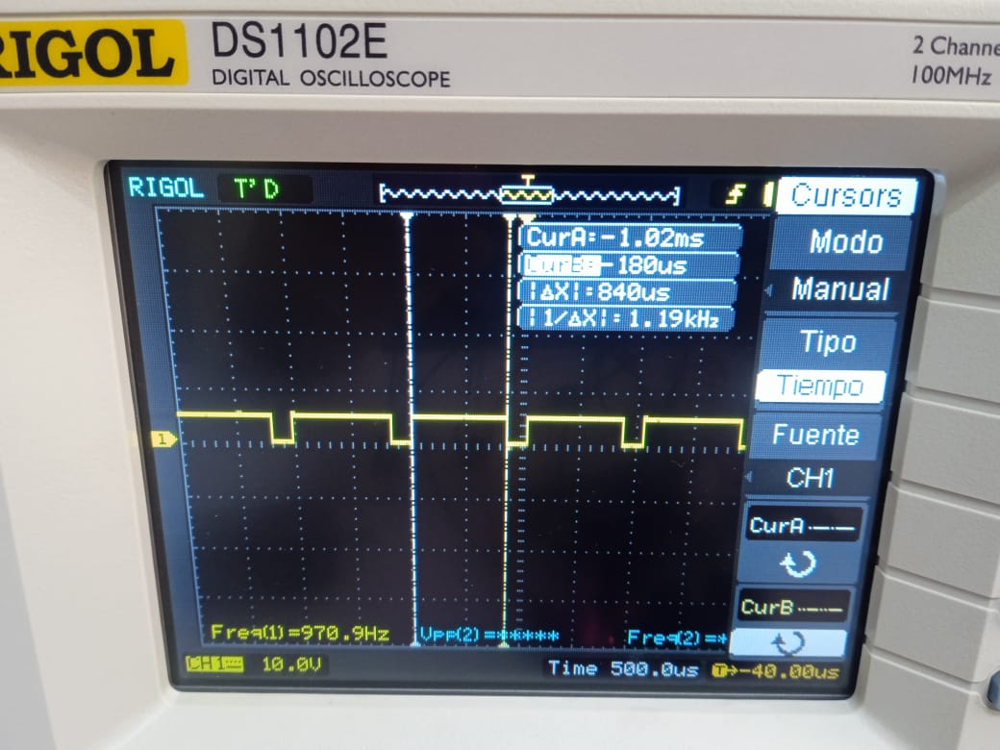 RIGOL DS1102E 2 Channe
DIGITAL OSCILLOSCOPE 100MHz
RIGOL T'D T Cursors
CurA:-1.02ms Modo
CurB:-180us
|ΔX|:840us Manual
|1/ΔX|:1.19kHz
Tipo
Tiempo
1 Fuente
CH1
CurA
CurB
Freq(1)=970.9Hz Vpp(2)=****** Freq(2)=*
CH1 10.0V Time 500.0us T→-40.00us